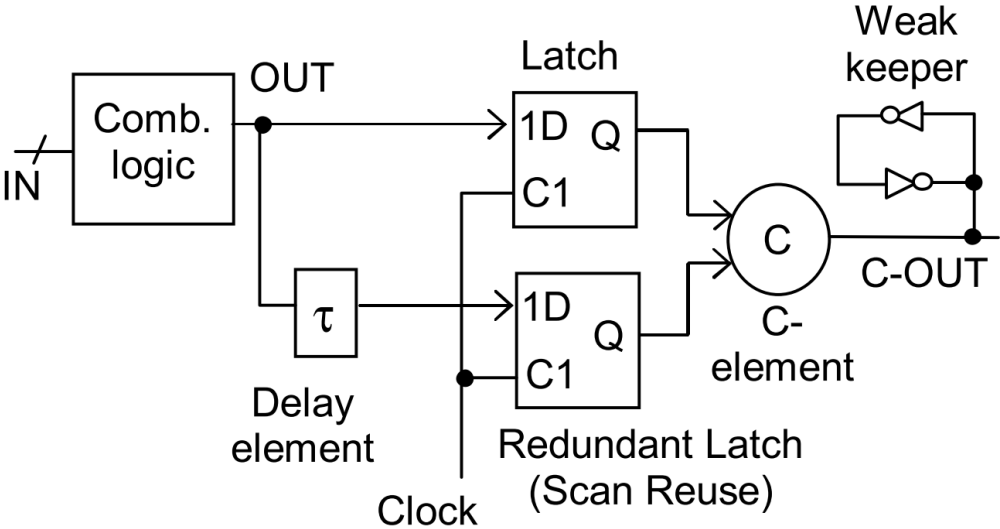 Weak
keeper
Latch
OUT
Comb.
logic
IN
1D
Q
C1
C
C-OUT
C-
element
τ
1D
Q
C1
Delay
element
Redundant Latch
(Scan Reuse)
Clock